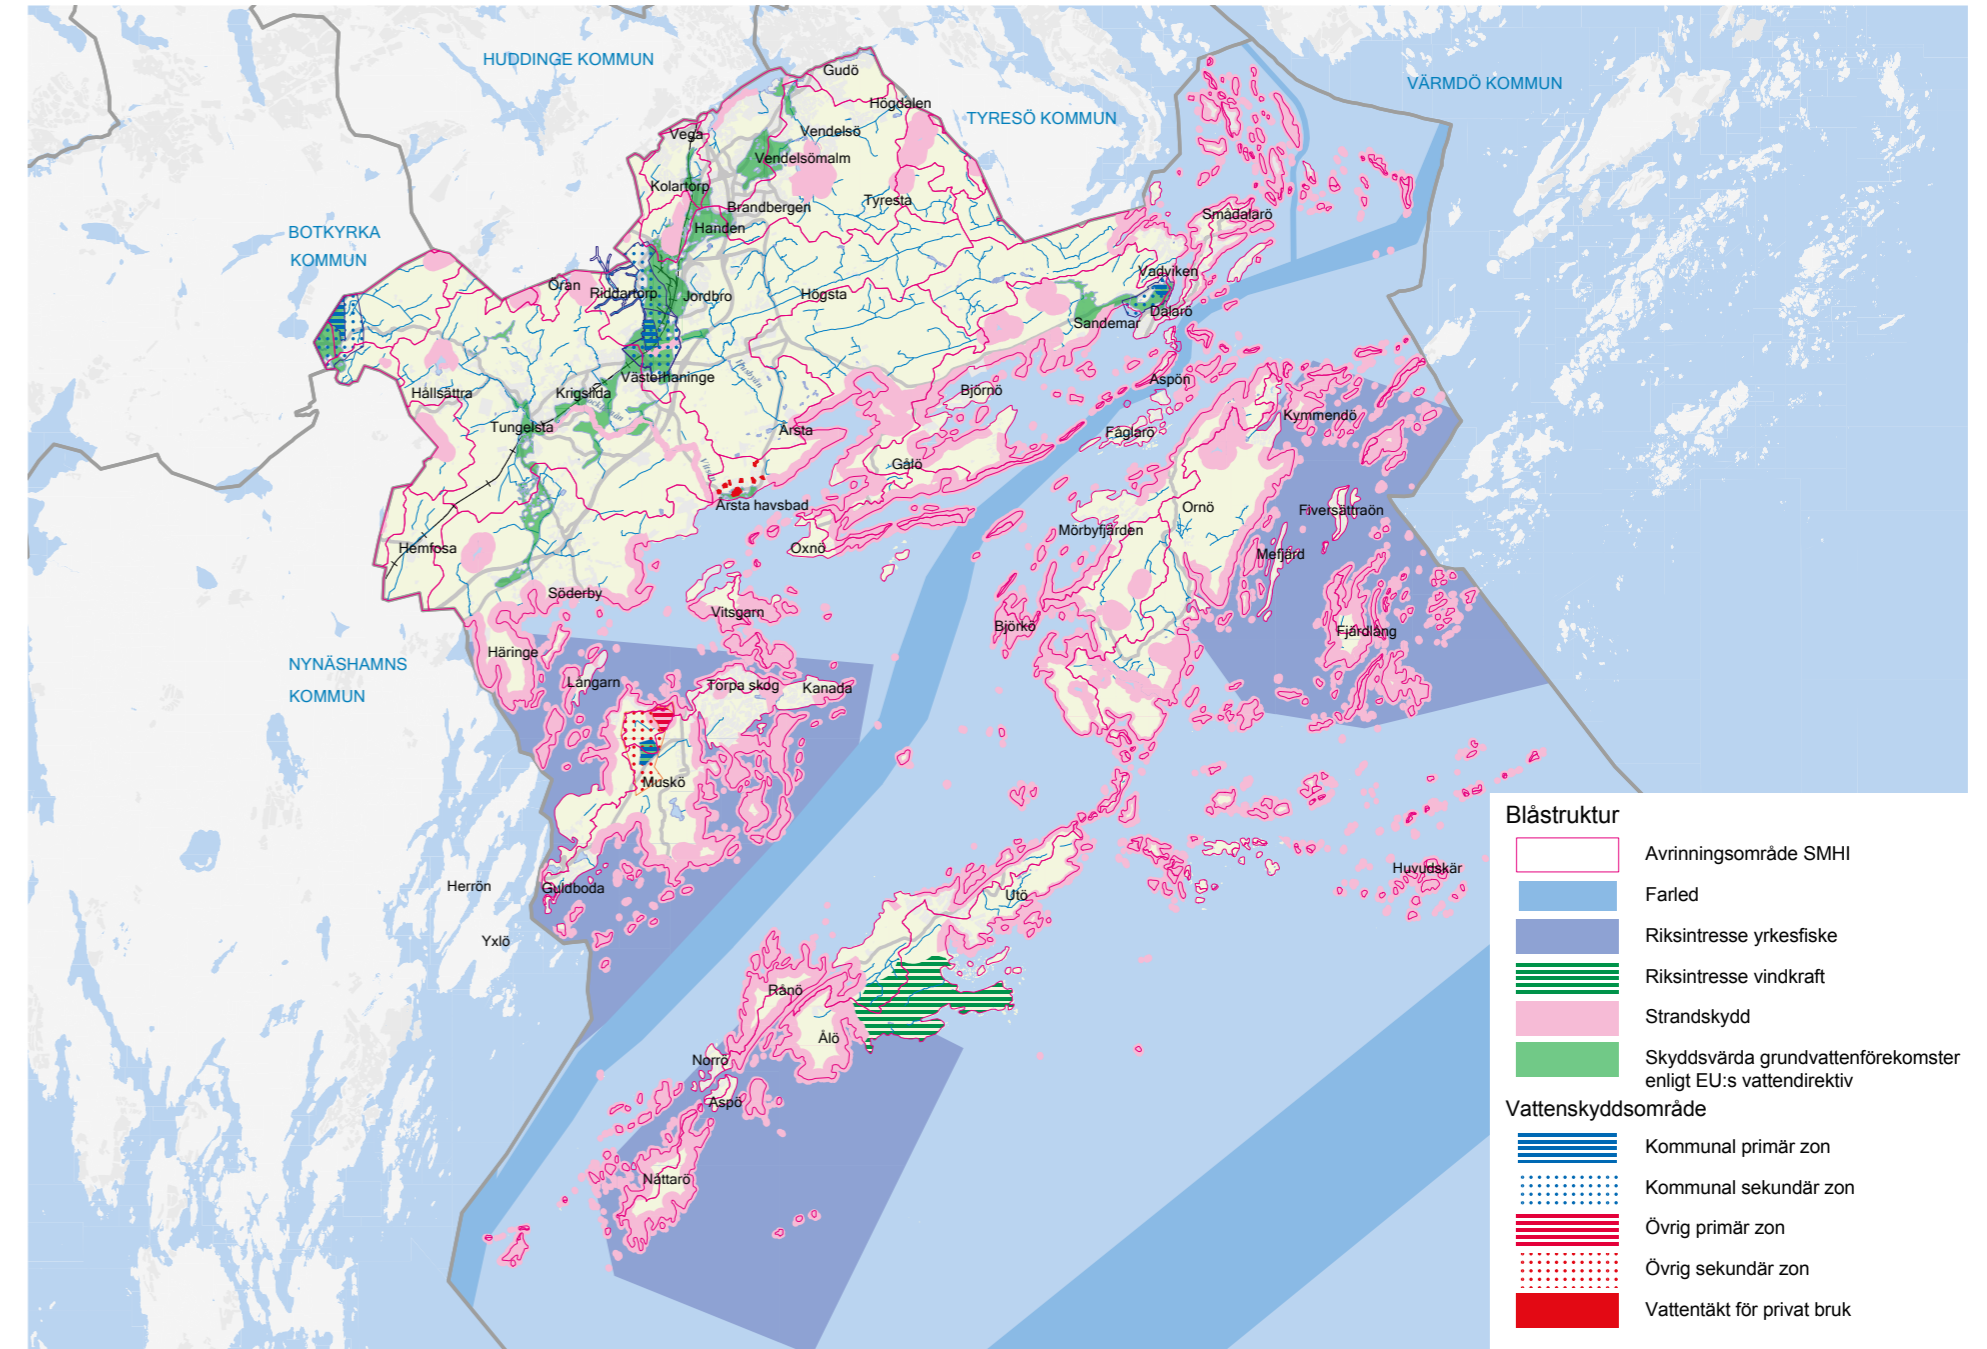 HUDDINGE KOMMUN
Gudö
VÄRMDÖ KOMMUN
Högdalen
TYRESÖ KOMMUN
Vega
Vendelsö
Vendelsömalm
Kolartorp
Tyresta
Brandbergen
Smådalarö
Handen
BOTKYRKA
KOMMUN
Vadviken
Oran
Riddartorp
Jordbro
Högsta
Dalarö
Sandemar
Västerhaninge
Aspön
Hållsättra
Krigslida
Björnö
Kymmendö
Tungelsta
Årsta
Fåglarö
Gålö
Årsta havsbad
Ornö
Fiversättraön
Mörbyfjärden
Hemfosa
Oxnö
Mefjärd
Söderby
Vitsgarn
Björkö
Fjärdlång
Häringe
NYNÄSHAMNS
KOMMUN
Långarn
Torpa skog
Kanada
Muskö
Huvudskär
Herrön
Guldboda
Utö
Yxlö
Rånö
Ålö
Norrö
Aspö
Nåttarö
Blåstruktur
Avrinningsområde SMHI
Farled
Riksintresse yrkesfiske
Riksintresse vindkraft
Strandskydd
Skyddsvärda grundvattenförekomster
enligt EU:s vattendirektiv
Vattenskyddsområde
Kommunal primär zon
Kommunal sekundär zon
Övrig primär zon
Övrig sekundär zon
Vattentäkt för privat bruk